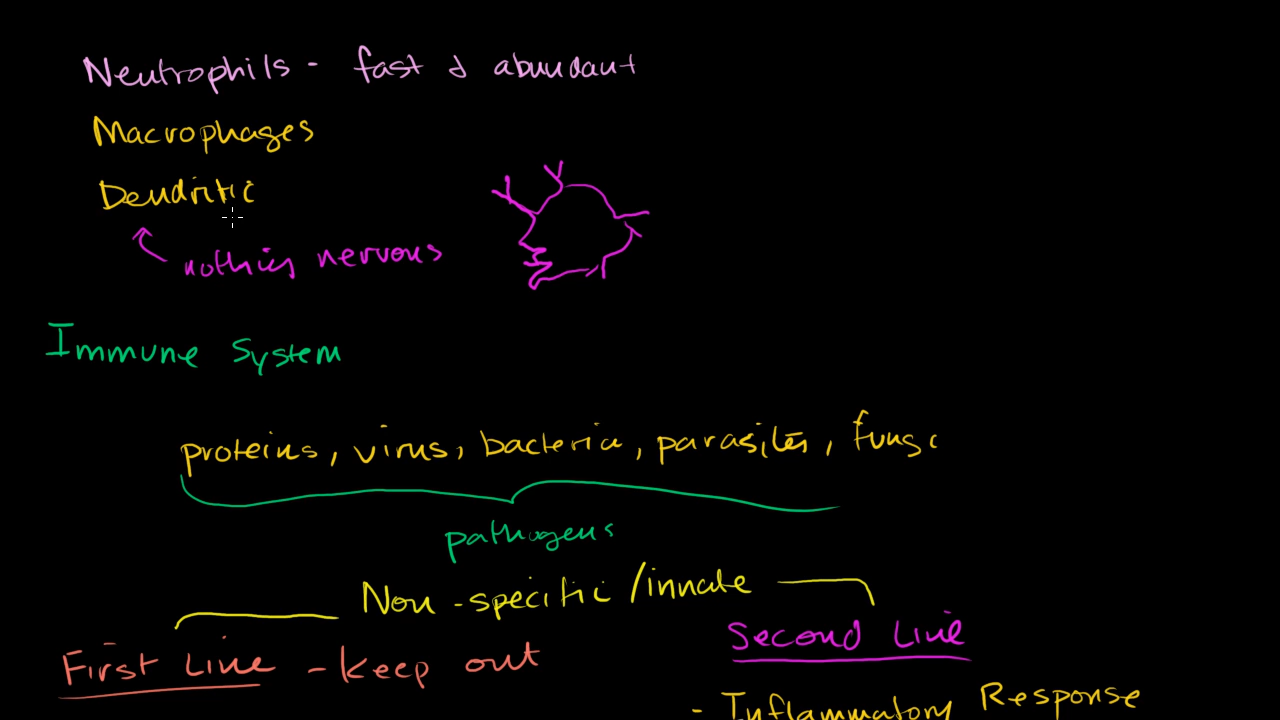 Neutrophils - fast & abundant
Macrophages
Dendritic
nothing nervous
Immune System
proteins, virus, bacteria, parasites, fungi
pathogens
Non-specific/innate
First Line - keep out
Second Line
- Inflammatory Response